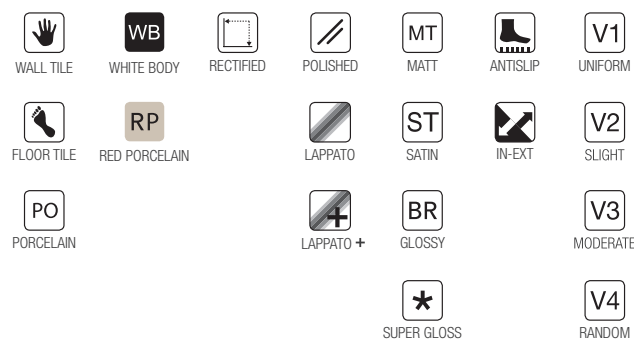 WB MT V1
WALL TILE WHITE BODY RECTIFIED POLISHED MATT ANTISLIP UNIFORM
RP ST V2
FLOOR TILE RED PORCELAIN LAPPATO SATIN IN-EXT SLIGHT
PO + BR V3
PORCELAIN LAPPATO + GLOSSY MODERATE
* V4
SUPER GLOSS RANDOM